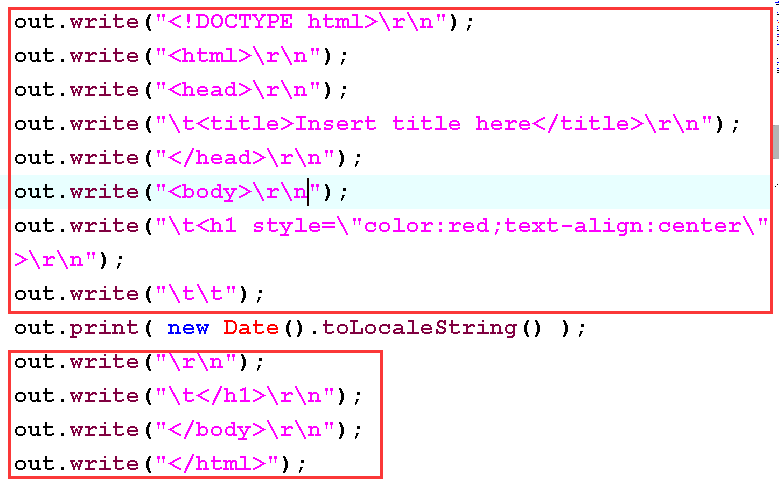 out.write("<!DOCTYPE html>\r\n");
out.write("<html>\r\n");
out.write("<head>\r\n");
out.write("\t<title>Insert title here</title>\r\n");
out.write("</head>\r\n");
out.write("<body>\r\n");
out.write("\t<h1 style=\"color:red;text-align:center\"
>\r\n");
out.write("\t\t");
out.print( new Date().toLocaleString() );
out.write("\r\n");
out.write("\t</h1>\r\n");
out.write("</body>\r\n");
out.write("</html>");